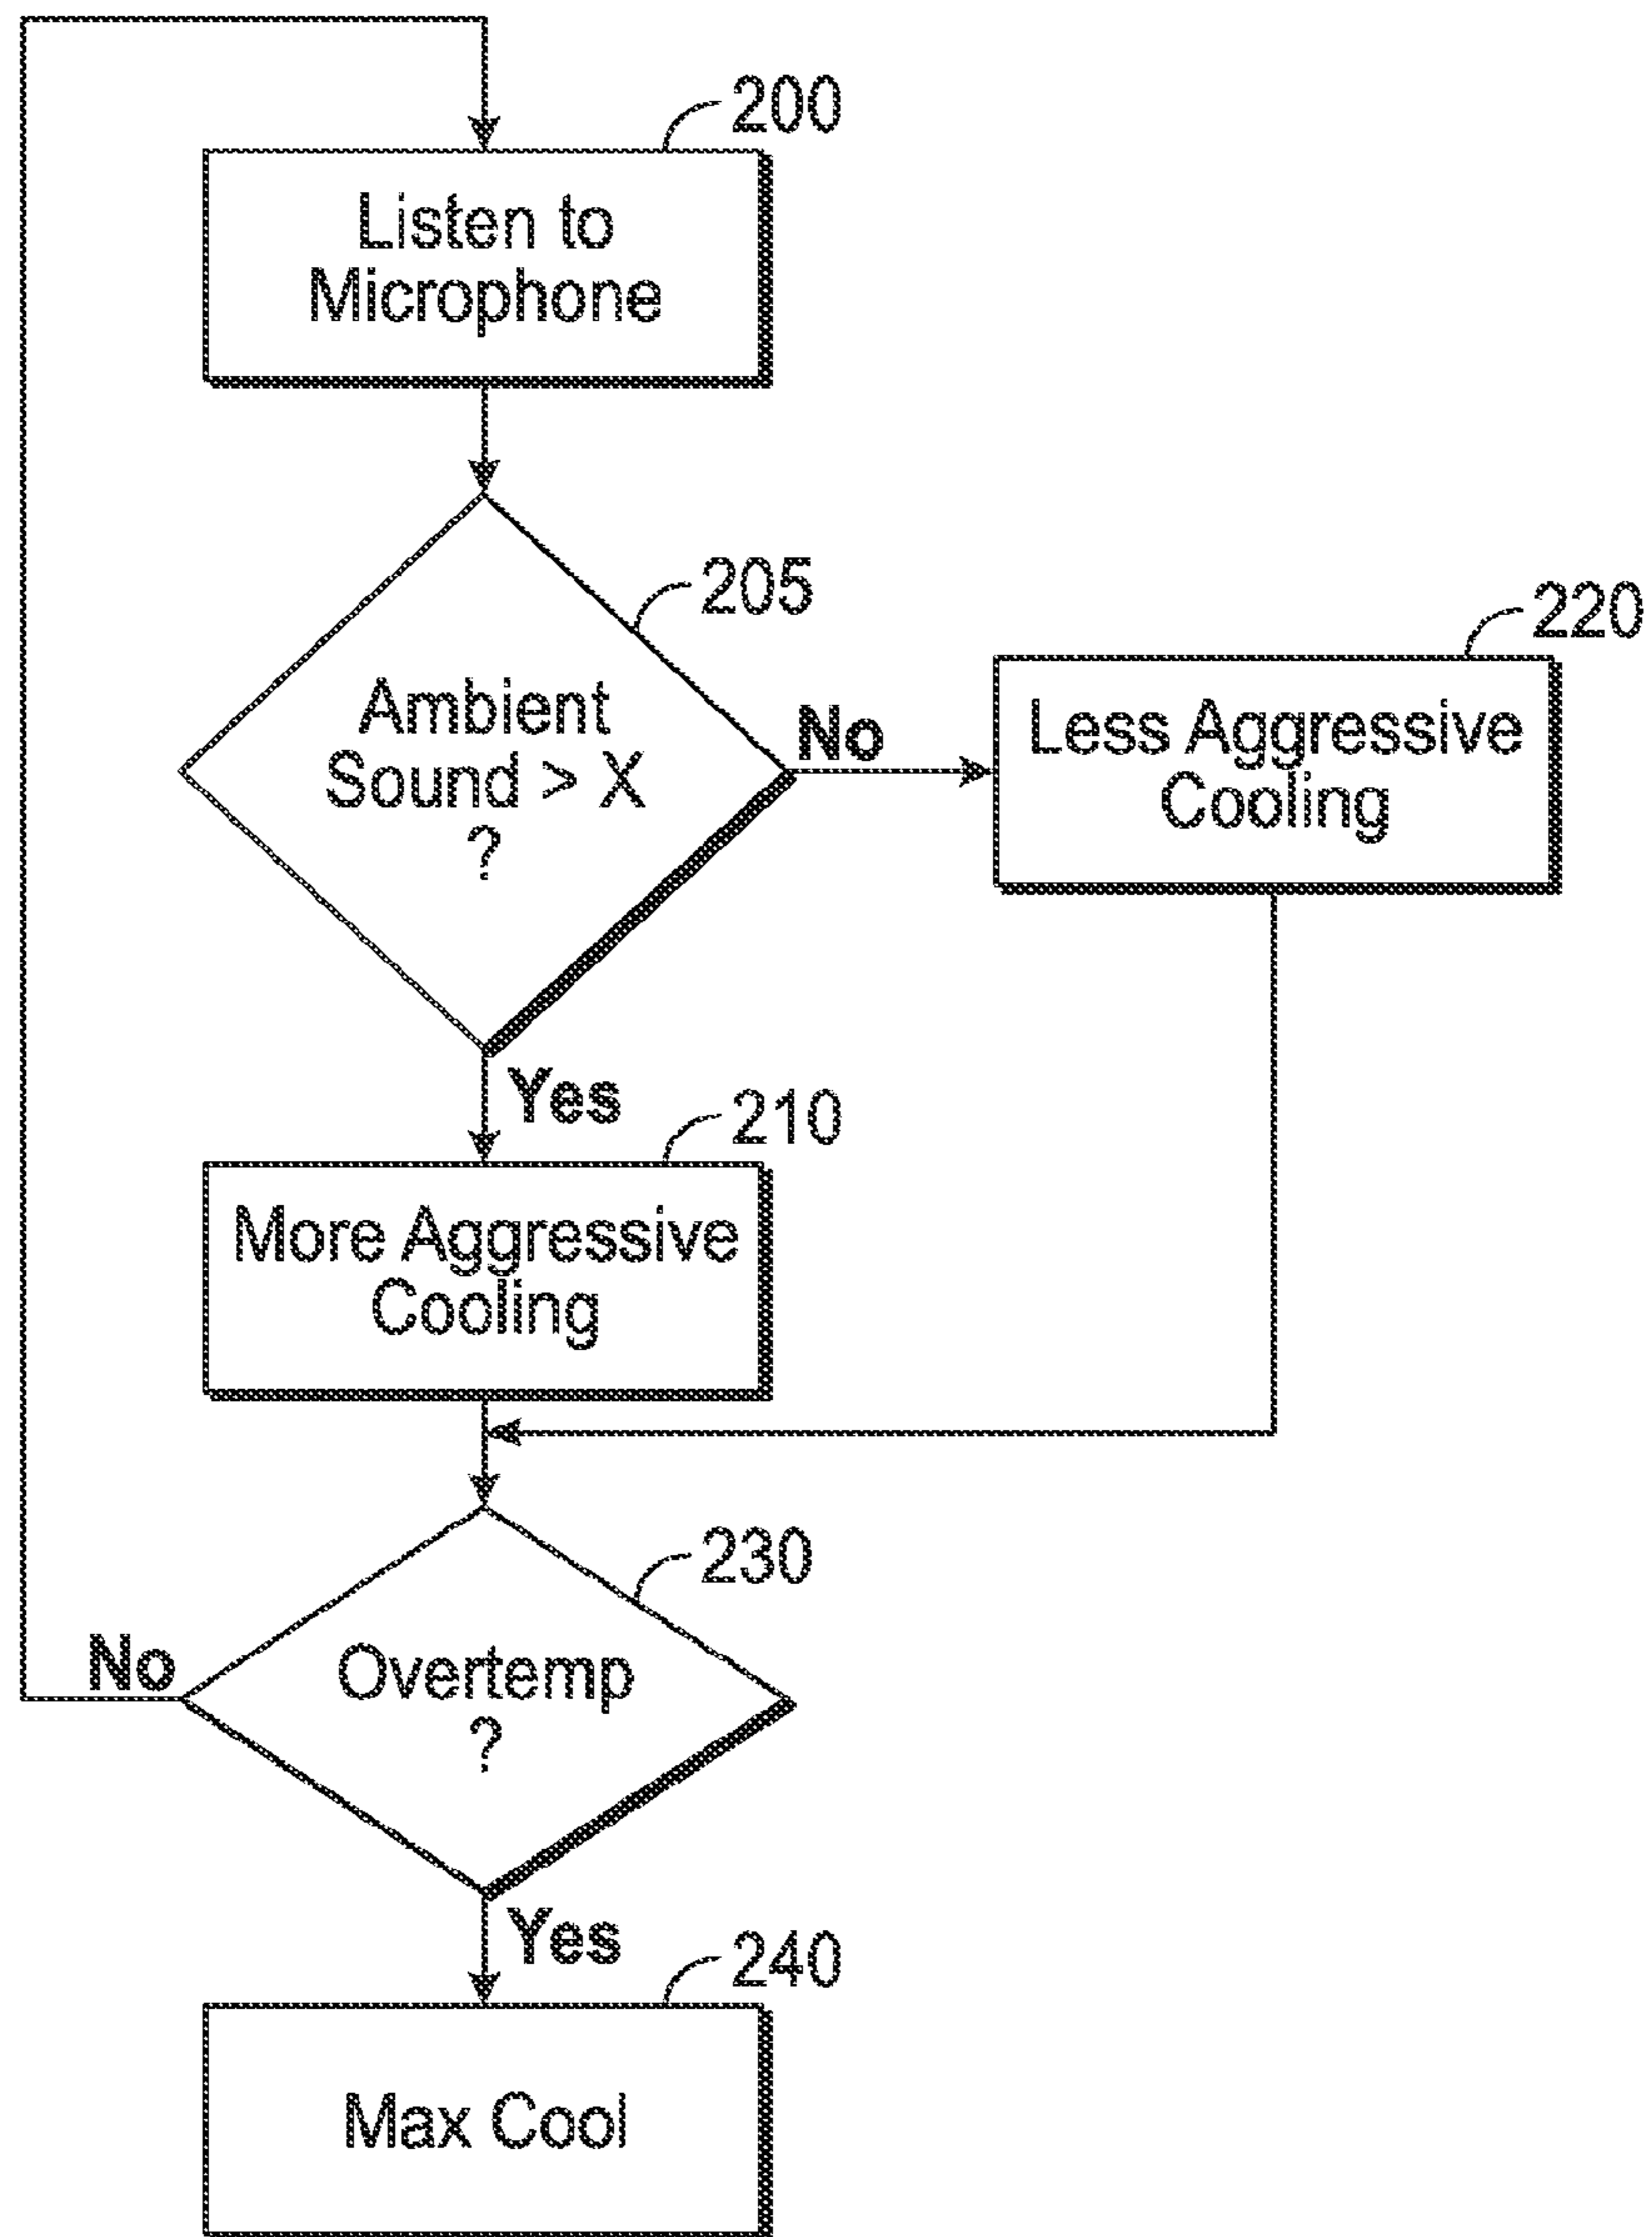 200
Listen to
Microphone
205
Ambient
Sound > X
?
No
220
Less Aggressive
Cooling
Yes
210
More Aggressive
Cooling
230
No
Overtemp
?
Yes
240
Max Cool